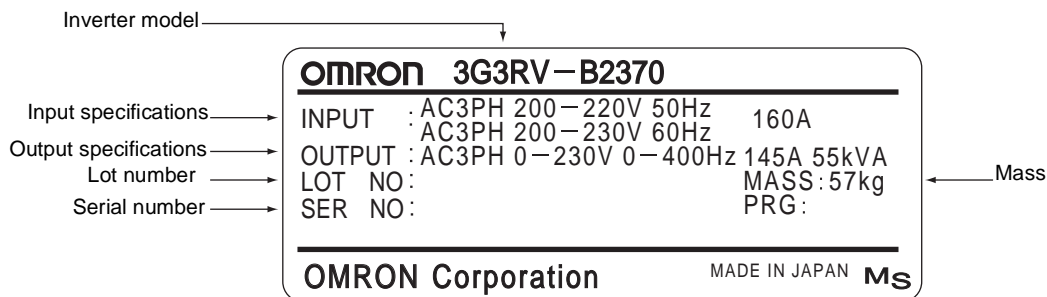 Inverter model
OMRON 3G3RV－B2370
Input specifications
INPUT : AC3PH 200－220V 50Hz 160A
AC3PH 200－230V 60Hz
Output specifications
OUTPUT : AC3PH 0－230V 0－400Hz 145A 55kVA
Lot number
LOT NO : MASS : 57kg
Mass
Serial number
SER NO : PRG :
OMRON Corporation MADE IN JAPAN MS